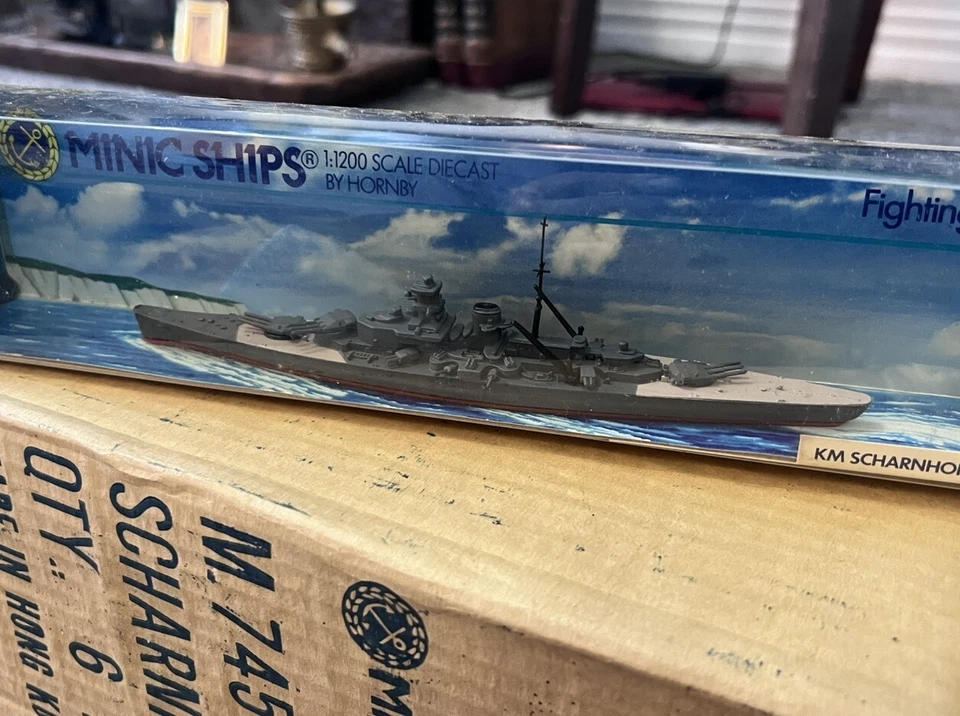 MINIC SHIPS® 1:1200 SCALE DIECAST
BY HORNBY
Fighting
KM SCHARNHO
M.745
SCHARN
QTY.: 6
IN HONG